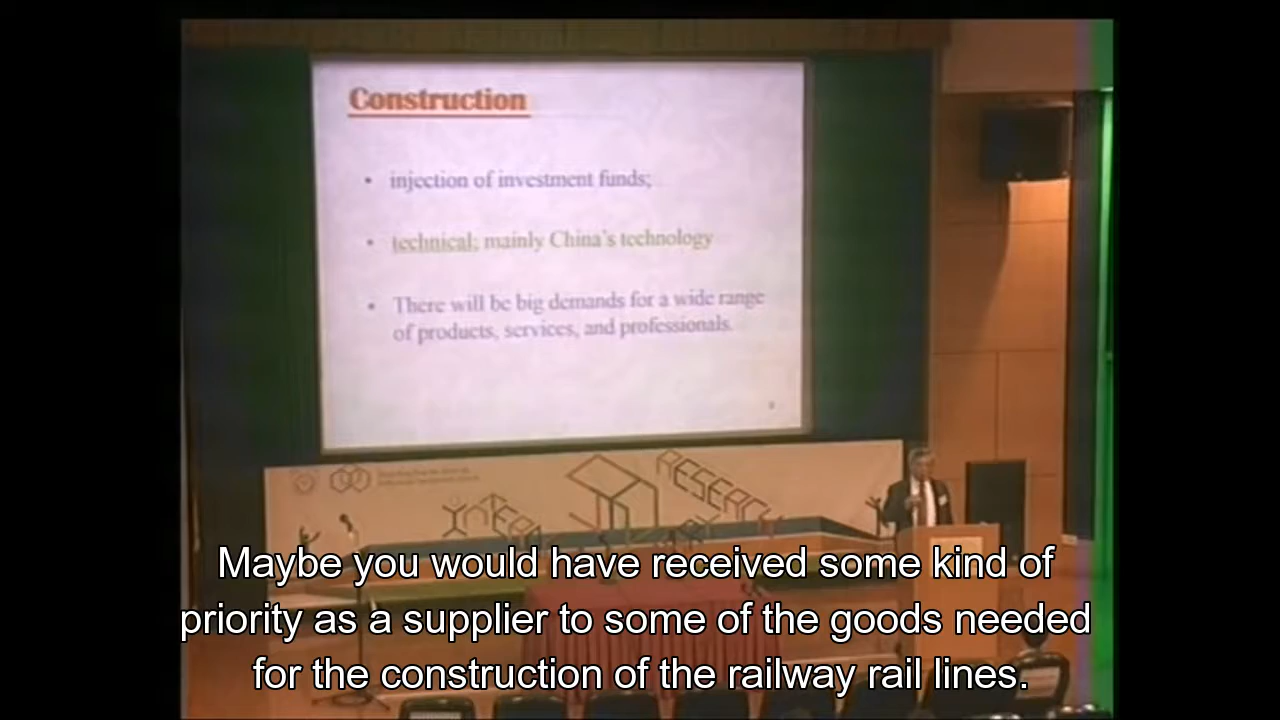 Construction
• injection of investment funds;
• technical; mainly China's technology
• There will be big demands for a wide range
of products, services, and professionals.
RESEARCH
Maybe you would have received some kind of
priority as a supplier to some of the goods needed
for the construction of the railway rail lines.